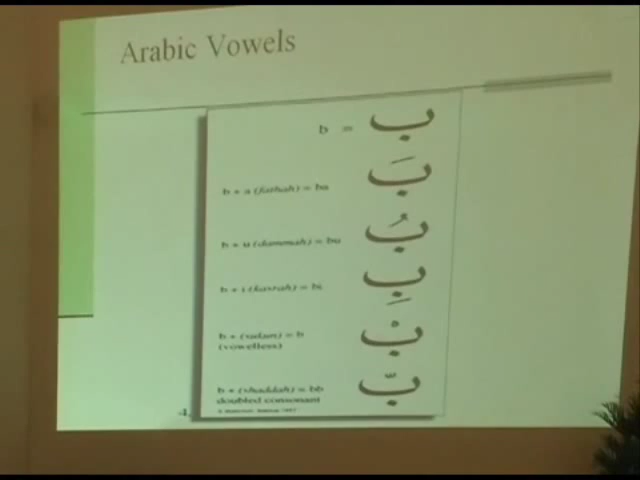 Arabic Vowels
b = ب
b + a (fathah) = ba بَ
b + u (dammah) = bu بُ
b + i (kasrah) = bi بِ
b + (sukun) = b بْ
(vowelless)
b + (shaddah) = bb بّ
doubled consonant